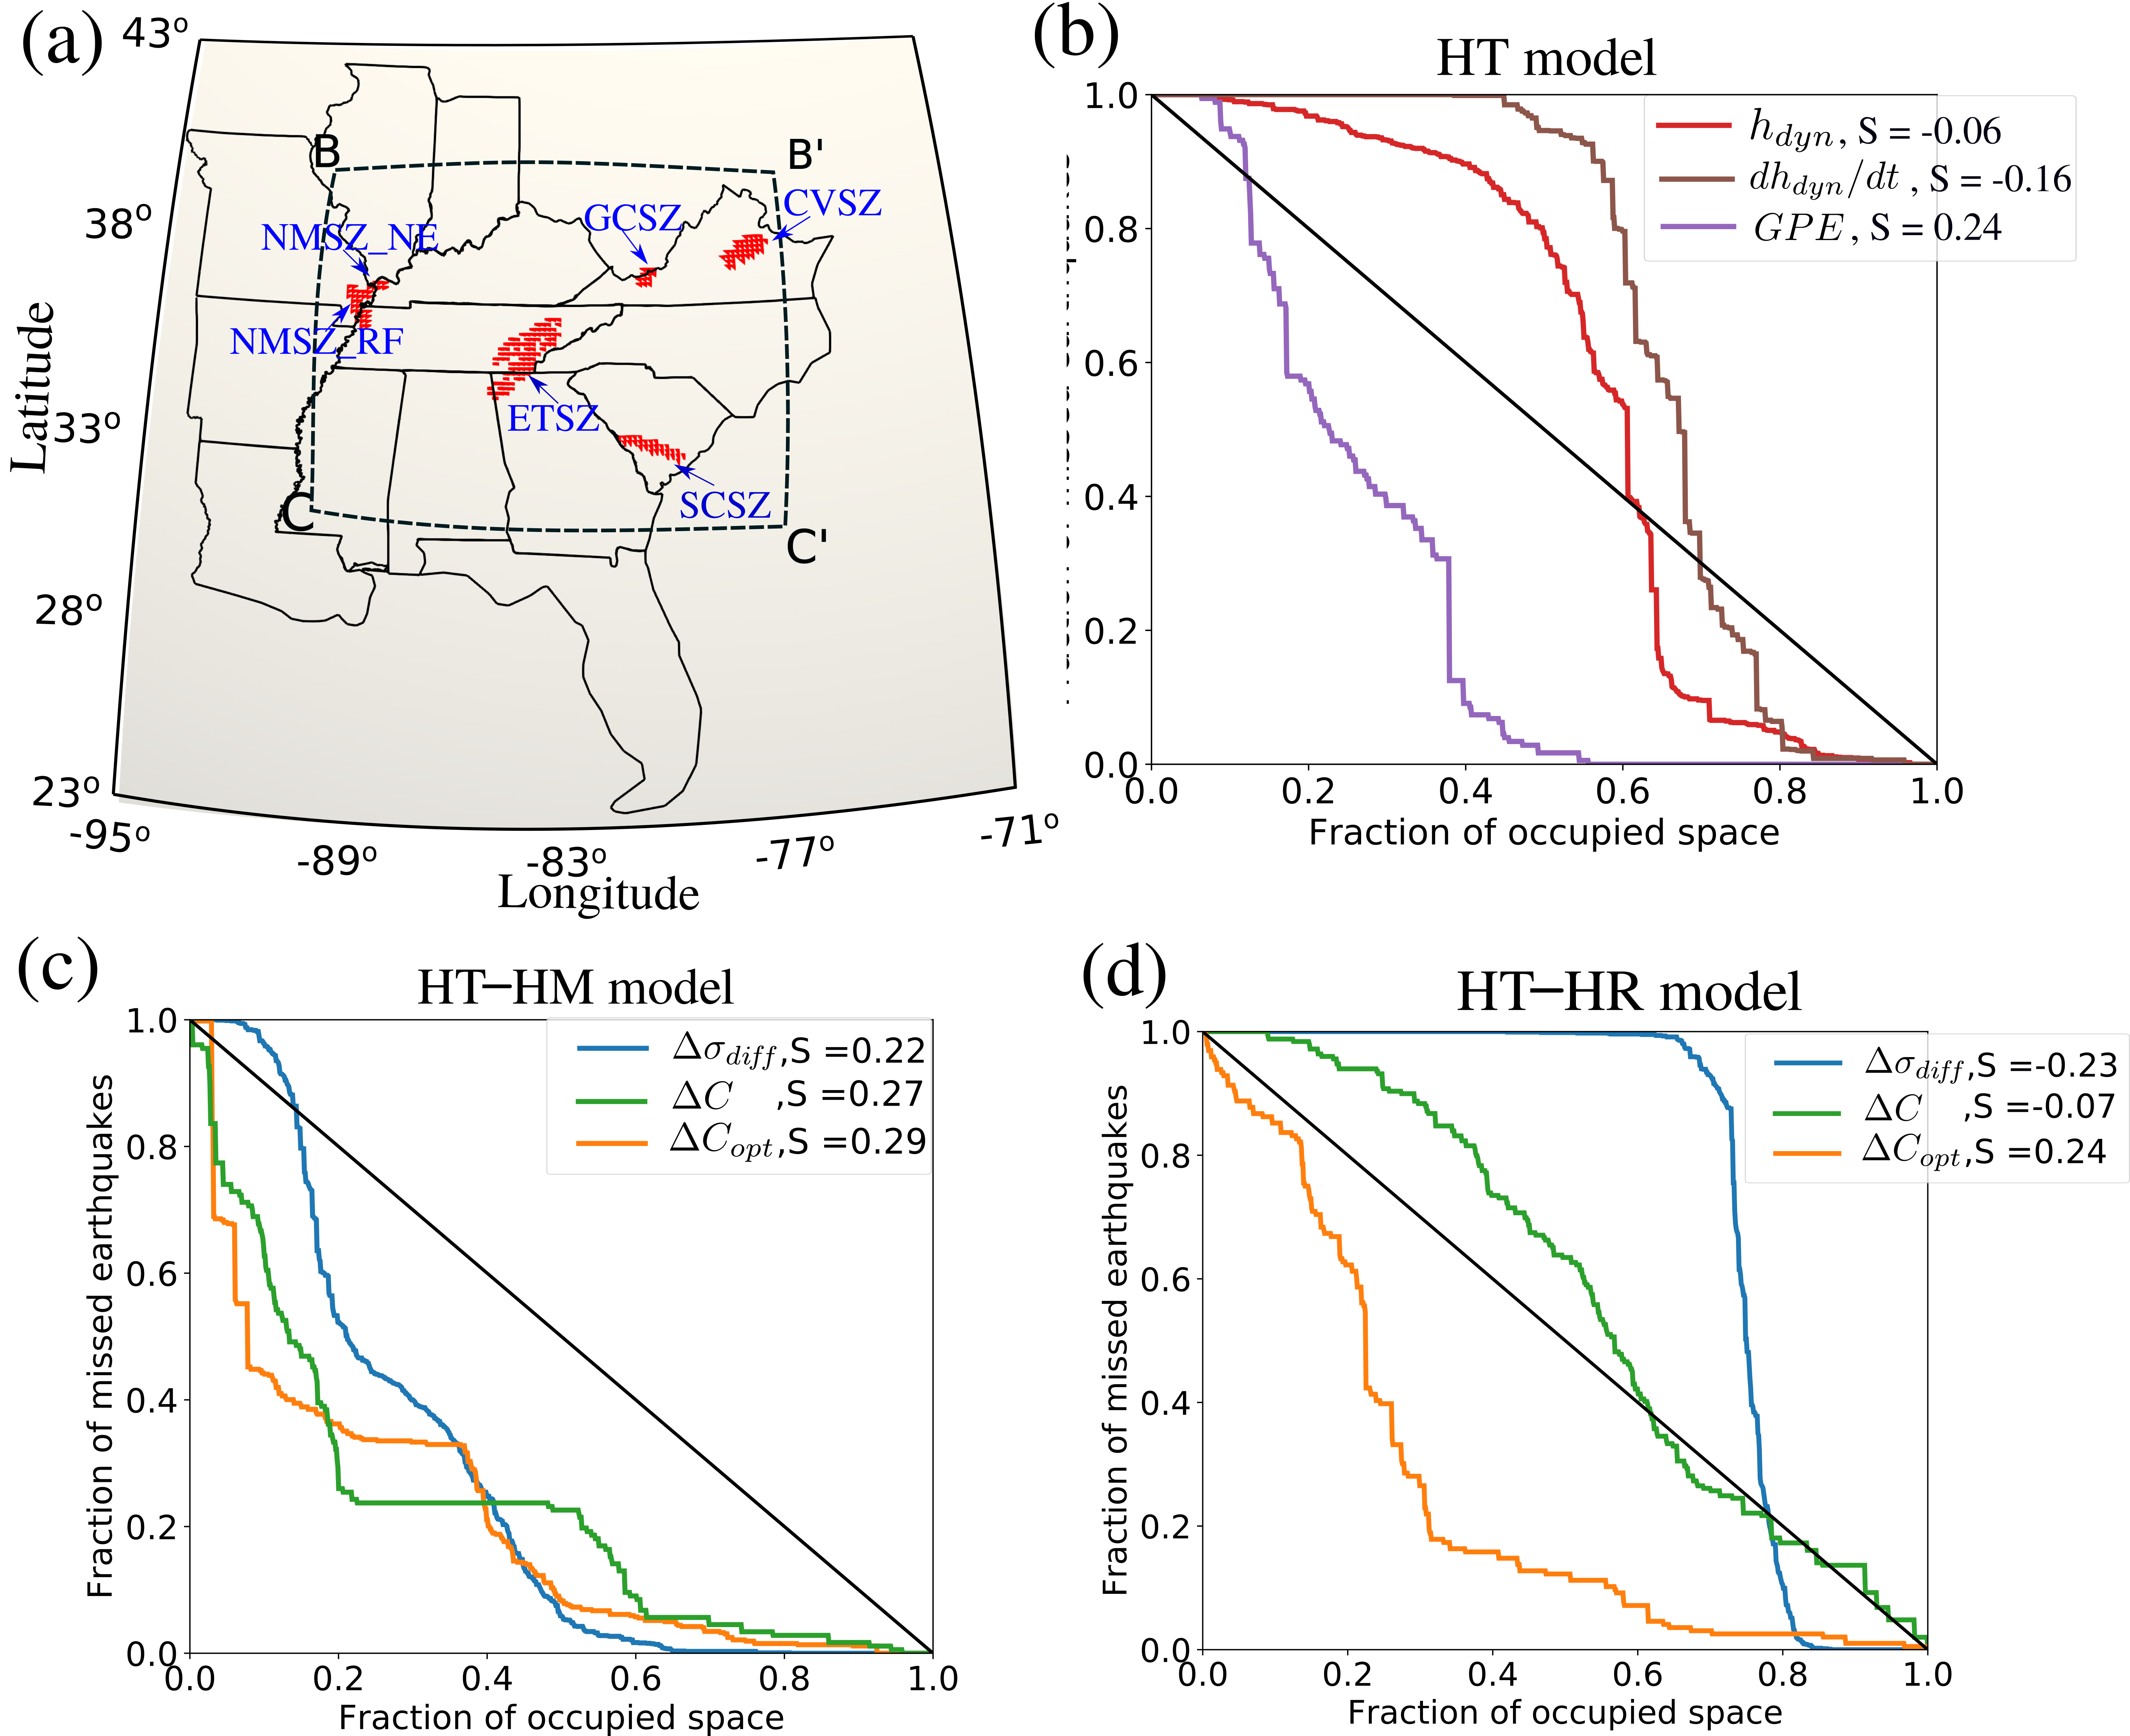 (a)
43°
38°
33°
28°
23°
Latitude
B
B'
C
C'
NMSZ_NE
GCSZ
CVSZ
NMSZ_RF
ETSZ
SCSZ
-95°
-89°
-83°
-77°
-71°
Longitude
(b)
HT model
h_dyn, S = -0.06
dh_dyn/dt , S = -0.16
GPE, S = 0.24
1.0
0.8
0.6
0.4
0.2
0.0
0.0 0.2 0.4 0.6 0.8 1.0
Fraction of occupied space
(c)
HT−HM model
Δσ_diff,S =0.22
ΔC ,S =0.27
ΔC_opt,S =0.29
Fraction of missed earthquakes
1.0
0.8
0.6
0.4
0.2
0.0
0.0 0.2 0.4 0.6 0.8 1.0
Fraction of occupied space
(d)
HT−HR model
Δσ_diff,S =-0.23
ΔC ,S =-0.07
ΔC_opt,S =0.24
Fraction of missed earthquakes
1.0
0.8
0.6
0.4
0.2
0.0
0.0 0.2 0.4 0.6 0.8 1.0
Fraction of occupied space